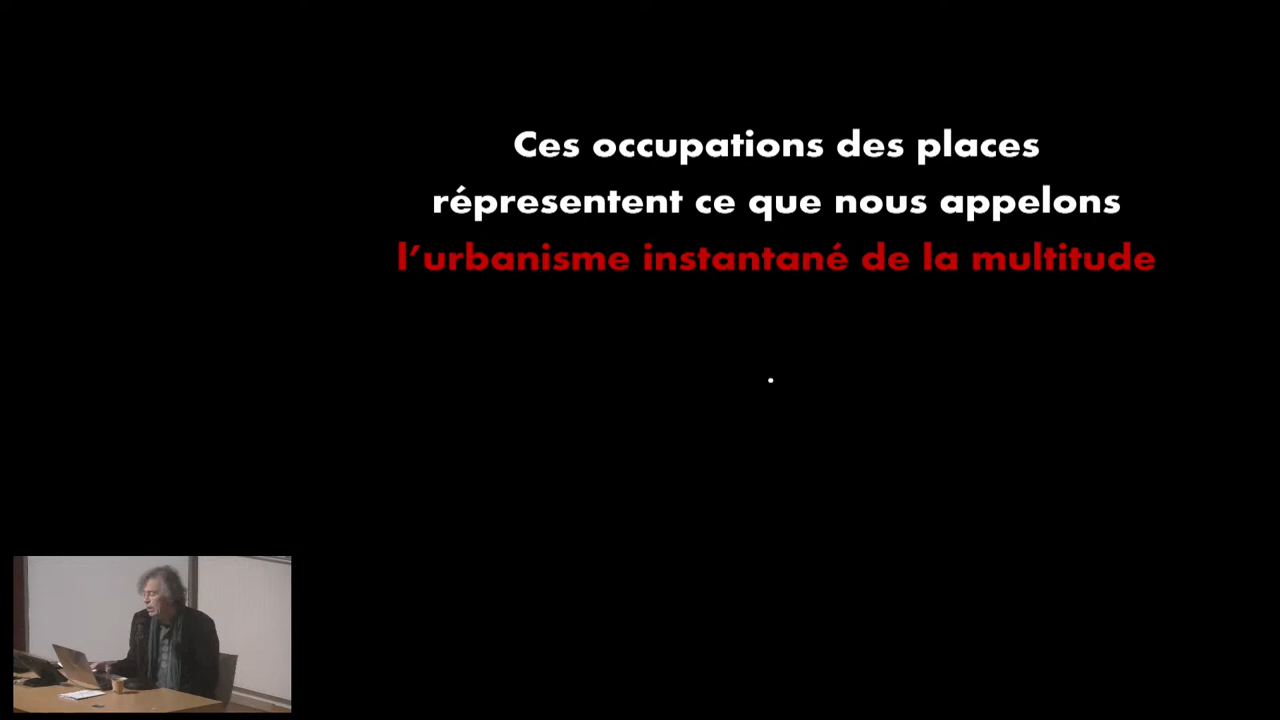 Ces occupations des places
répresentent ce que nous appelons
l’urbanisme instantané de la multitude
.